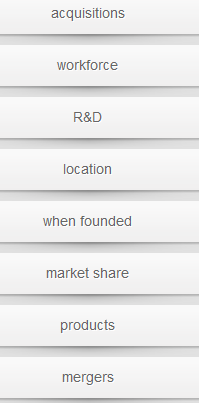 acquisitions
workforce
R&D
location
when founded
market share
products
mergers